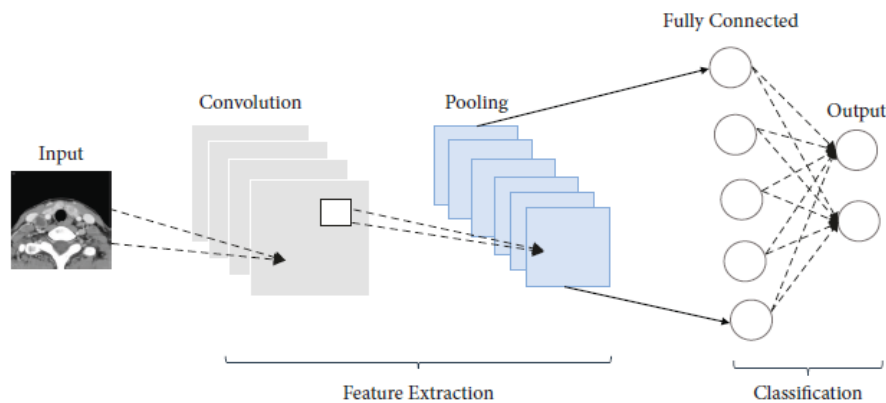 Fully Connected
Convolution
Pooling
Output
Input
Feature Extraction
Classification